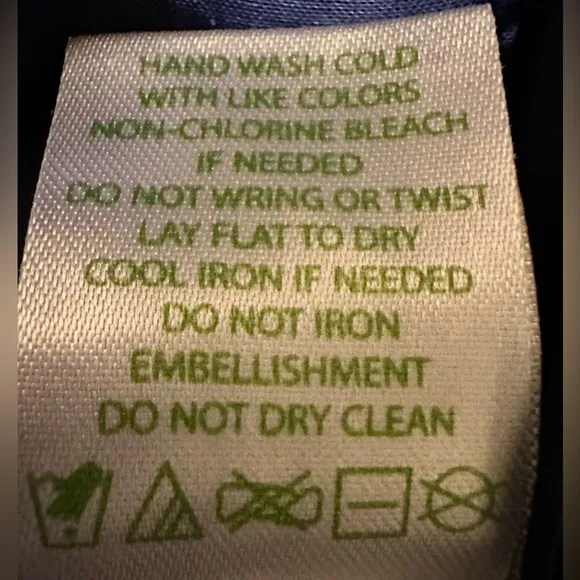 HAND WASH COLD
WITH LIKE COLORS
NON-CHLORINE BLEACH
IF NEEDED
DO NOT WRING OR TWIST
LAY FLAT TO DRY
COOL IRON IF NEEDED
DO NOT IRON
EMBELLISHMENT
DO NOT DRY CLEAN